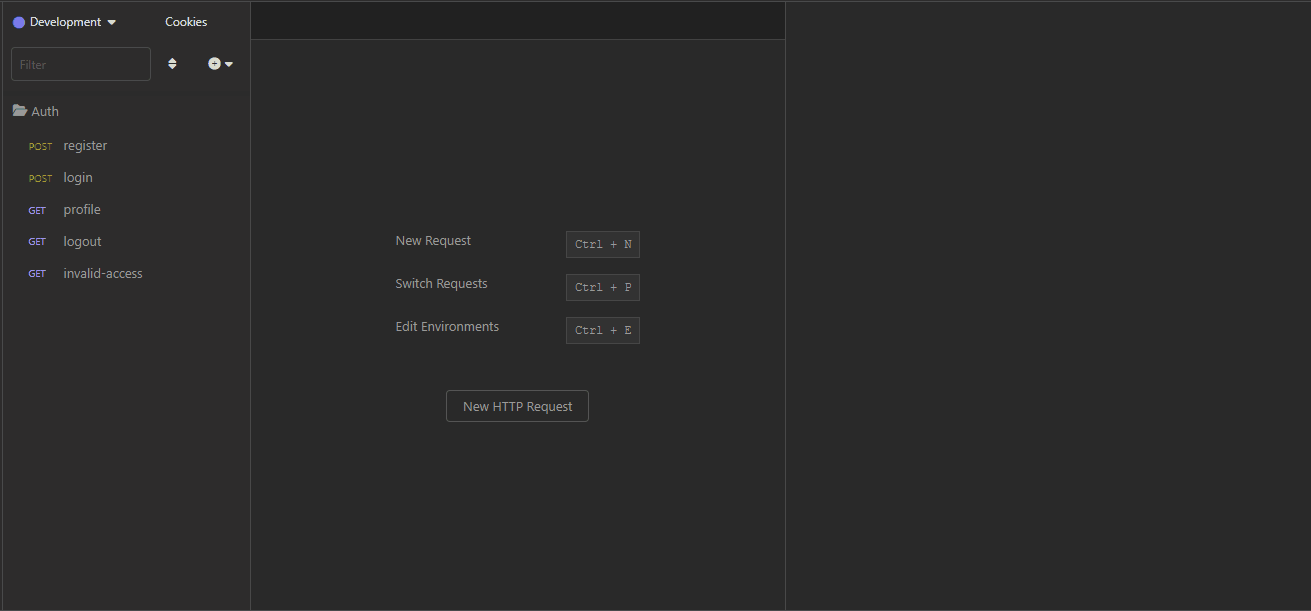 Development Cookies
Filter
Auth
POST register
POST login
GET profile
GET logout
GET invalid-access
New Request Ctrl + N
Switch Requests Ctrl + P
Edit Environments Ctrl + E
New HTTP Request